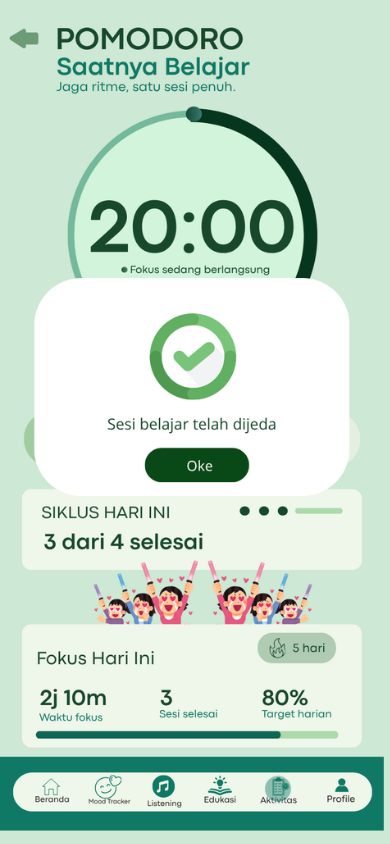 POMODORO
Saatnya Belajar
Jaga ritme, satu sesi penuh.
20:00
Fokus sedang berlangsung
Sesi belajar telah dijeda
Oke
SIKLUS HARI INI
3 dari 4 selesai
Fokus Hari Ini
5 hari
2j 10m
3
80%
Waktu fokus
Sesi selesai
Target harian
Beranda
Mood Tracker
Listening
Edukasi
Aktivitas
Profile